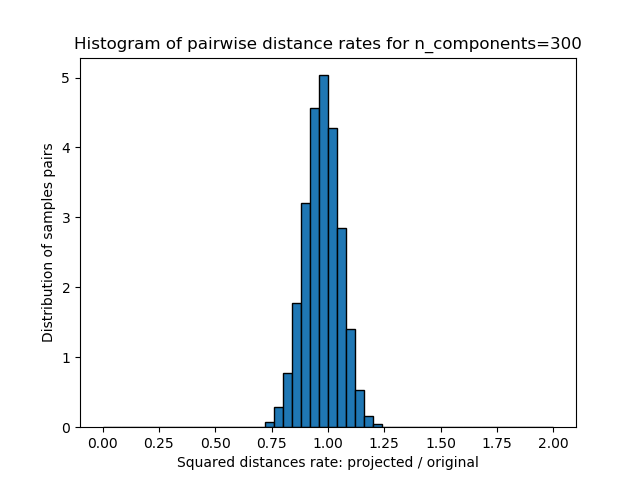 Histogram of pairwise distance rates for n_components=300
Distribution of samples pairs
5
4
3
2
1
0
0.00 0.25 0.50 0.75 1.00 1.25 1.50 1.75 2.00
Squared distances rate: projected / original